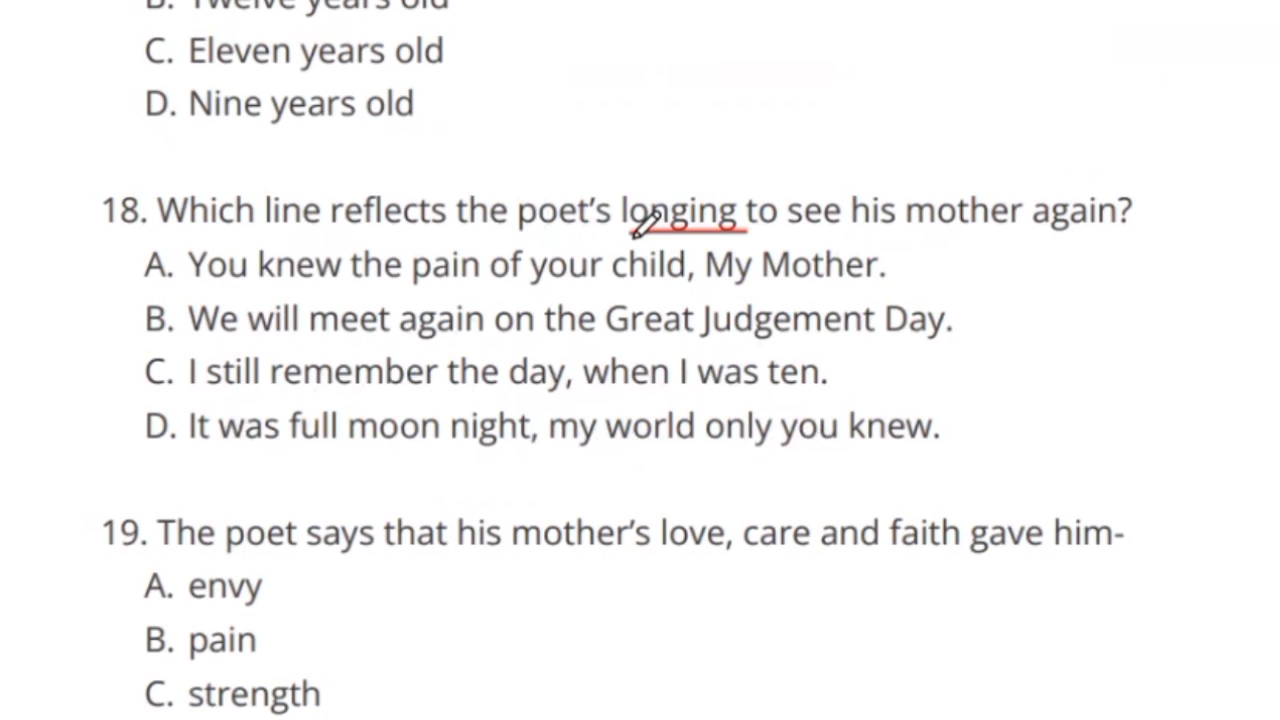 B. Twelve years old
C. Eleven years old
D. Nine years old
18. Which line reflects the poet's longing to see his mother again?
A. You knew the pain of your child, My Mother.
B. We will meet again on the Great Judgement Day.
C. I still remember the day, when I was ten.
D. It was full moon night, my world only you knew.
19. The poet says that his mother's love, care and faith gave him-
A. envy
B. pain
C. strength